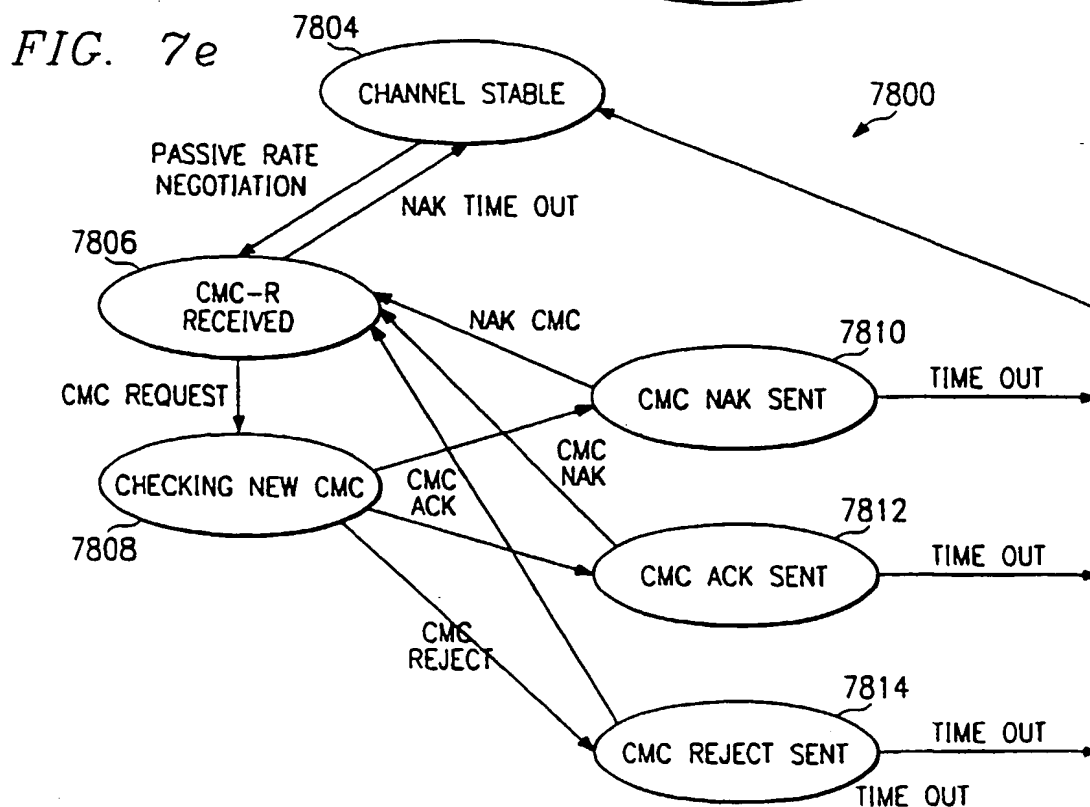 FIG. 7e
7804
CHANNEL STABLE
7800
PASSIVE RATE
NEGOTIATION
NAK TIME OUT
7806
CMC-R
RECEIVED
NAK CMC
7810
CMC REQUEST
CMC NAK SENT
TIME OUT
CMC
NAK
CHECKING NEW CMC
CMC
ACK
7808
7812
CMC ACK SENT
TIME OUT
CMC
REJECT
7814
CMC REJECT SENT
TIME OUT
TIME OUT